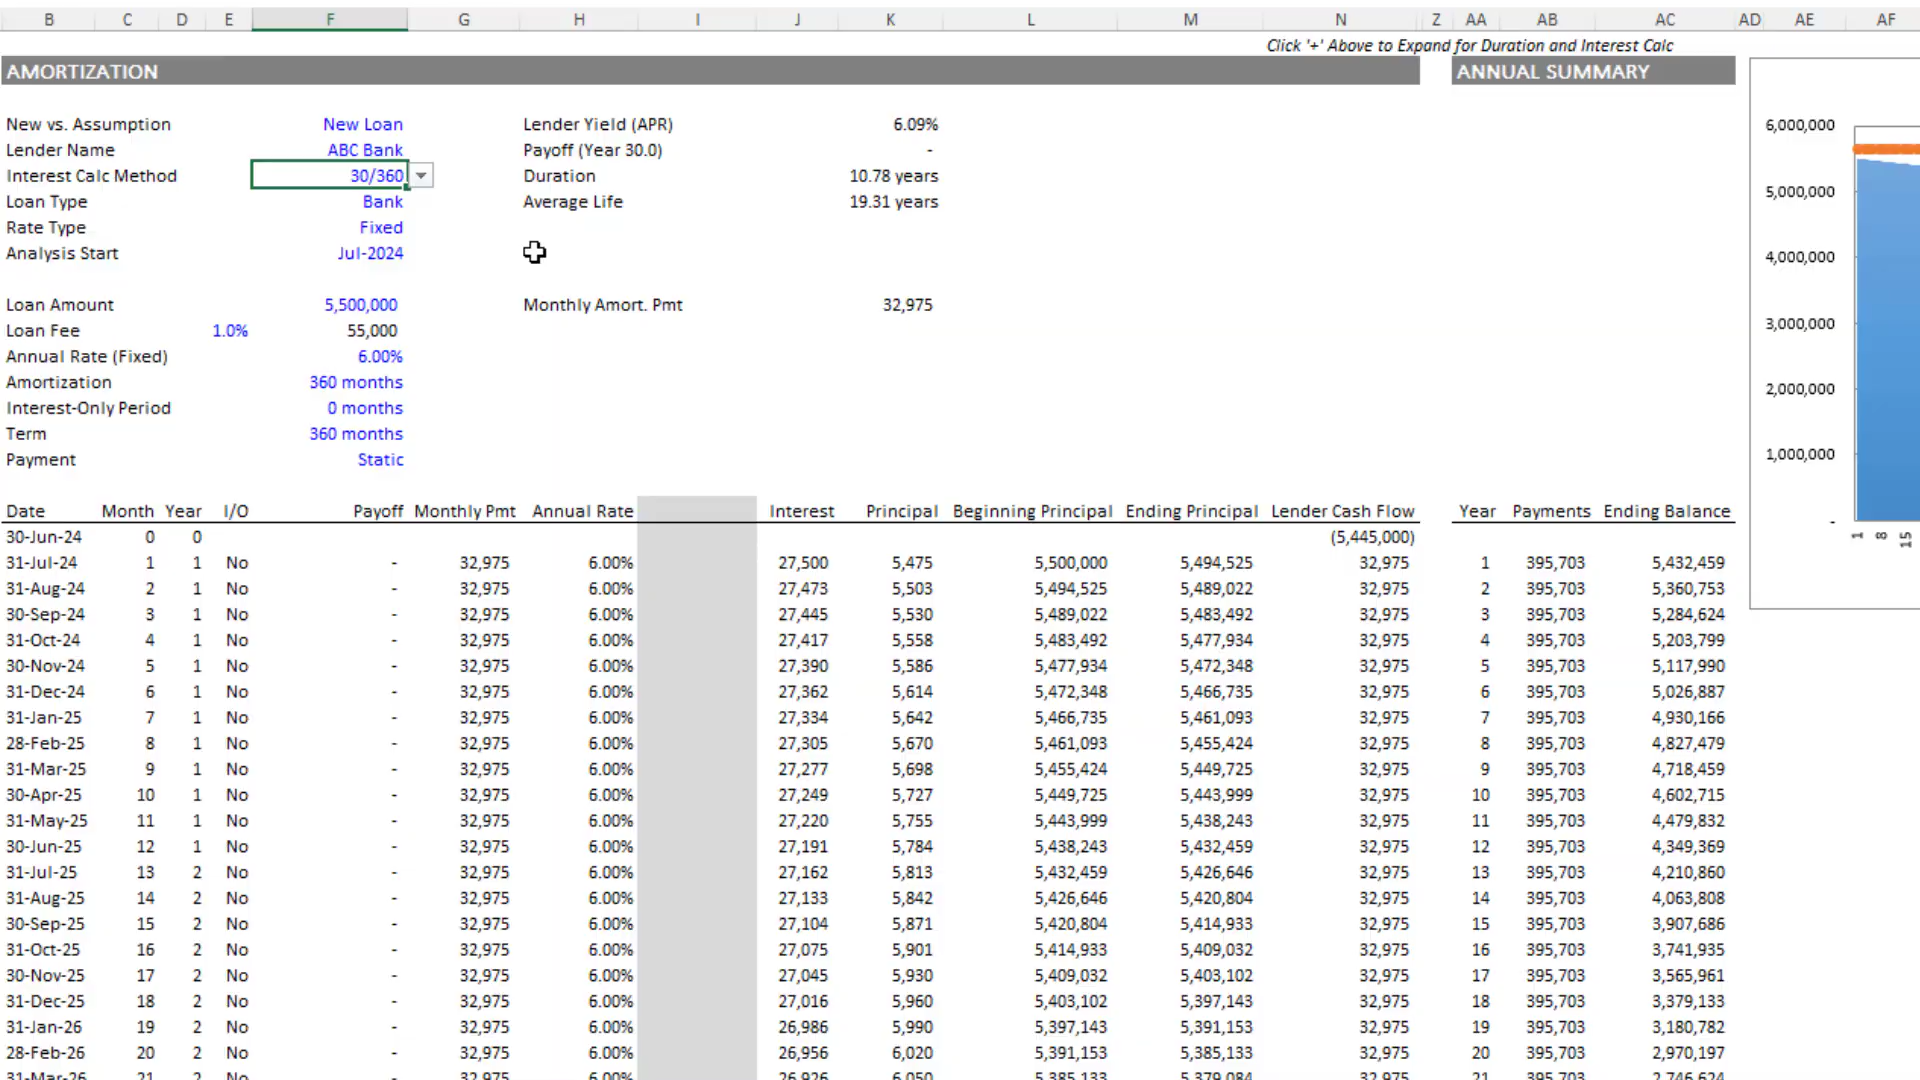 B C D E F G H I J K L M N Z AA AB AC AD AE AF
Click '+' Above to Expand for Duration and Interest Calc
AMORTIZATION ANNUAL SUMMARY
New vs. Assumption New Loan Lender Yield (APR) 6.09% 6,000,000
Lender Name ABC Bank Payoff (Year 30.0) -
Interest Calc Method 30/360 Duration 10.78 years
Loan Type Bank Average Life 19.31 years 5,000,000
Rate Type Fixed
Analysis Start Jul-2024 4,000,000
Loan Amount 5,500,000 Monthly Amort. Pmt 32,975
Loan Fee 1.0% 55,000 3,000,000
Annual Rate (Fixed) 6.00%
Amortization 360 months 2,000,000
Interest-Only Period 0 months
Term 360 months
Payment Static 1,000,000
Date Month Year I/O Payoff Monthly Pmt Annual Rate Interest Principal Beginning Principal Ending Principal Lender Cash Flow Year Payments Ending Balance -
30-Jun-24 0 0 (5,445,000) 1 8 15
31-Jul-24 1 1 No - 32,975 6.00% 27,500 5,475 5,500,000 5,494,525 32,975 1 395,703 5,432,459
31-Aug-24 2 1 No - 32,975 6.00% 27,473 5,503 5,494,525 5,489,022 32,975 2 395,703 5,360,753
30-Sep-24 3 1 No - 32,975 6.00% 27,445 5,530 5,489,022 5,483,492 32,975 3 395,703 5,284,624
31-Oct-24 4 1 No - 32,975 6.00% 27,417 5,558 5,483,492 5,477,934 32,975 4 395,703 5,203,799
30-Nov-24 5 1 No - 32,975 6.00% 27,390 5,586 5,477,934 5,472,348 32,975 5 395,703 5,117,990
31-Dec-24 6 1 No - 32,975 6.00% 27,362 5,614 5,472,348 5,466,735 32,975 6 395,703 5,026,887
31-Jan-25 7 1 No - 32,975 6.00% 27,334 5,642 5,466,735 5,461,093 32,975 7 395,703 4,930,166
28-Feb-25 8 1 No - 32,975 6.00% 27,305 5,670 5,461,093 5,455,424 32,975 8 395,703 4,827,479
31-Mar-25 9 1 No - 32,975 6.00% 27,277 5,698 5,455,424 5,449,725 32,975 9 395,703 4,718,459
30-Apr-25 10 1 No - 32,975 6.00% 27,249 5,727 5,449,725 5,443,999 32,975 10 395,703 4,602,715
31-May-25 11 1 No - 32,975 6.00% 27,220 5,755 5,443,999 5,438,243 32,975 11 395,703 4,479,832
30-Jun-25 12 1 No - 32,975 6.00% 27,191 5,784 5,438,243 5,432,459 32,975 12 395,703 4,349,369
31-Jul-25 13 2 No - 32,975 6.00% 27,162 5,813 5,432,459 5,426,646 32,975 13 395,703 4,210,860
31-Aug-25 14 2 No - 32,975 6.00% 27,133 5,842 5,426,646 5,420,804 32,975 14 395,703 4,063,808
30-Sep-25 15 2 No - 32,975 6.00% 27,104 5,871 5,420,804 5,414,933 32,975 15 395,703 3,907,686
31-Oct-25 16 2 No - 32,975 6.00% 27,075 5,901 5,414,933 5,409,032 32,975 16 395,703 3,741,935
30-Nov-25 17 2 No - 32,975 6.00% 27,045 5,930 5,409,032 5,403,102 32,975 17 395,703 3,565,961
31-Dec-25 18 2 No - 32,975 6.00% 27,016 5,960 5,403,102 5,397,143 32,975 18 395,703 3,379,133
31-Jan-26 19 2 No - 32,975 6.00% 26,986 5,990 5,397,143 5,391,153 32,975 19 395,703 3,180,782
28-Feb-26 20 2 No - 32,975 6.00% 26,956 6,020 5,391,153 5,385,133 32,975 20 395,703 2,970,197
31-Mar-26 21 2 No - 32,975 6.00% 26,926 6,050 5,385,133 5,379,084 32,975 21 395,703 2,746,624